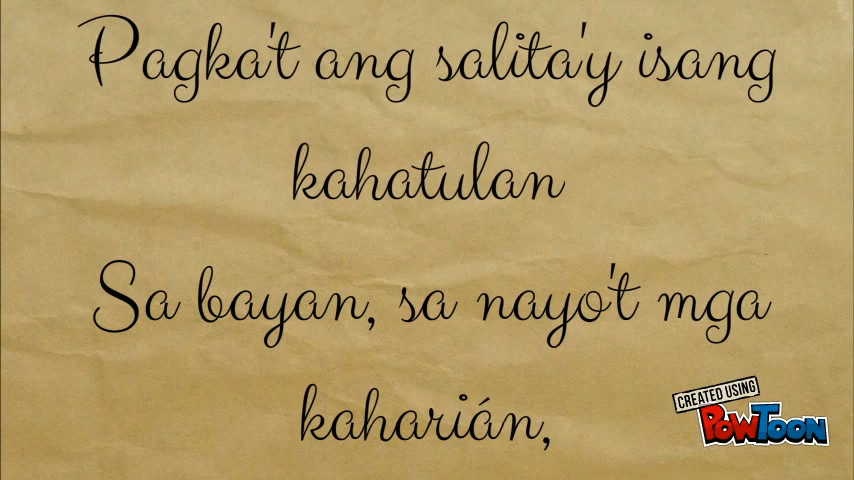 Pagka't ang salita'y isang
kahatulan
Sa bayan, sa nayo't mga
kaharián,
CREATED USING
POWTOON